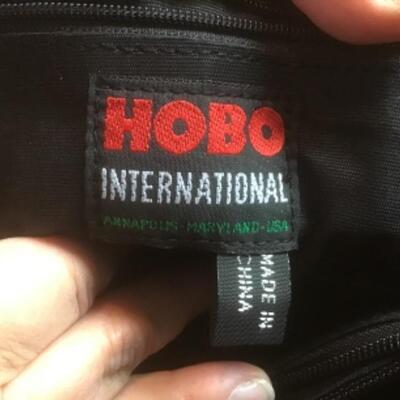 HOBO
INTERNATIONAL
ANNAPOLIS-MARYLAND-USA
MADE IN
CHINA